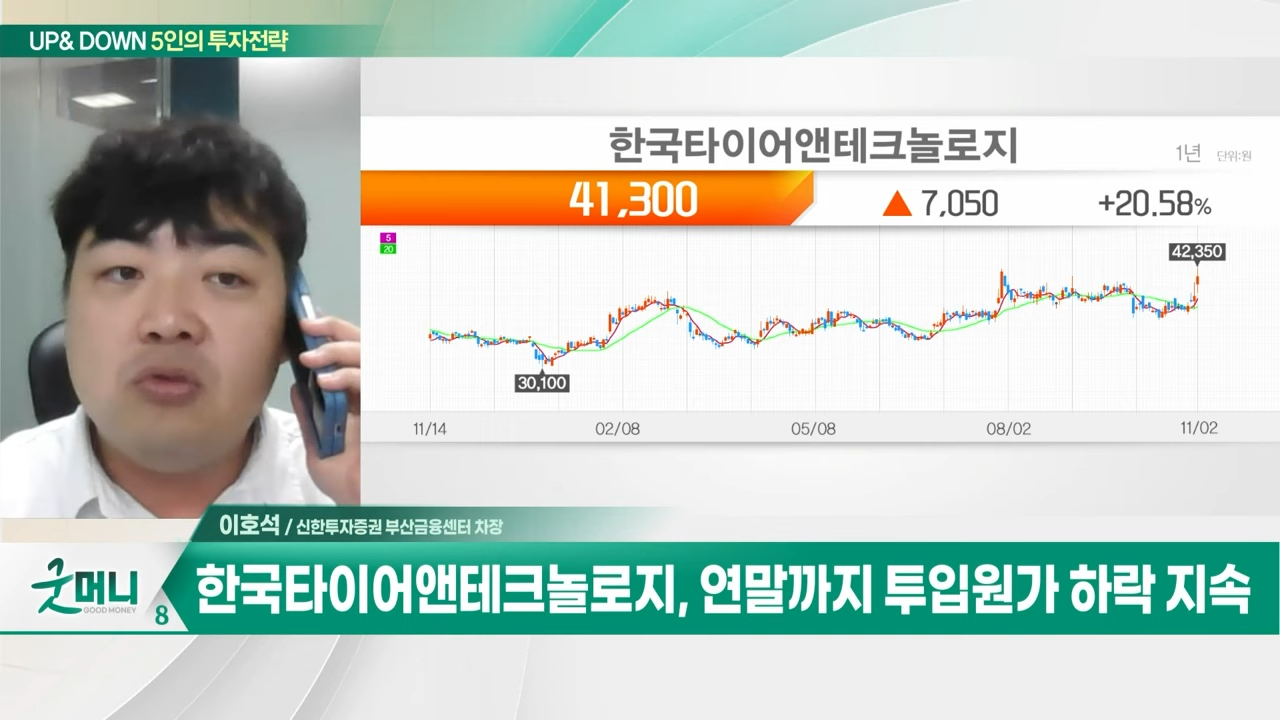 UP& DOWN 5인의 투자전략
한국타이어앤테크놀로지
1년 단위:원
41,300 ▲ 7,050 +20.58%
5
20
42,350
30,100
11/14 02/08 05/08 08/02 11/02
이호석 / 신한투자증권 부산금융센터 차장
굿머니
GOOD MONEY
8
한국타이어앤테크놀로지, 연말까지 투입원가 하락 지속